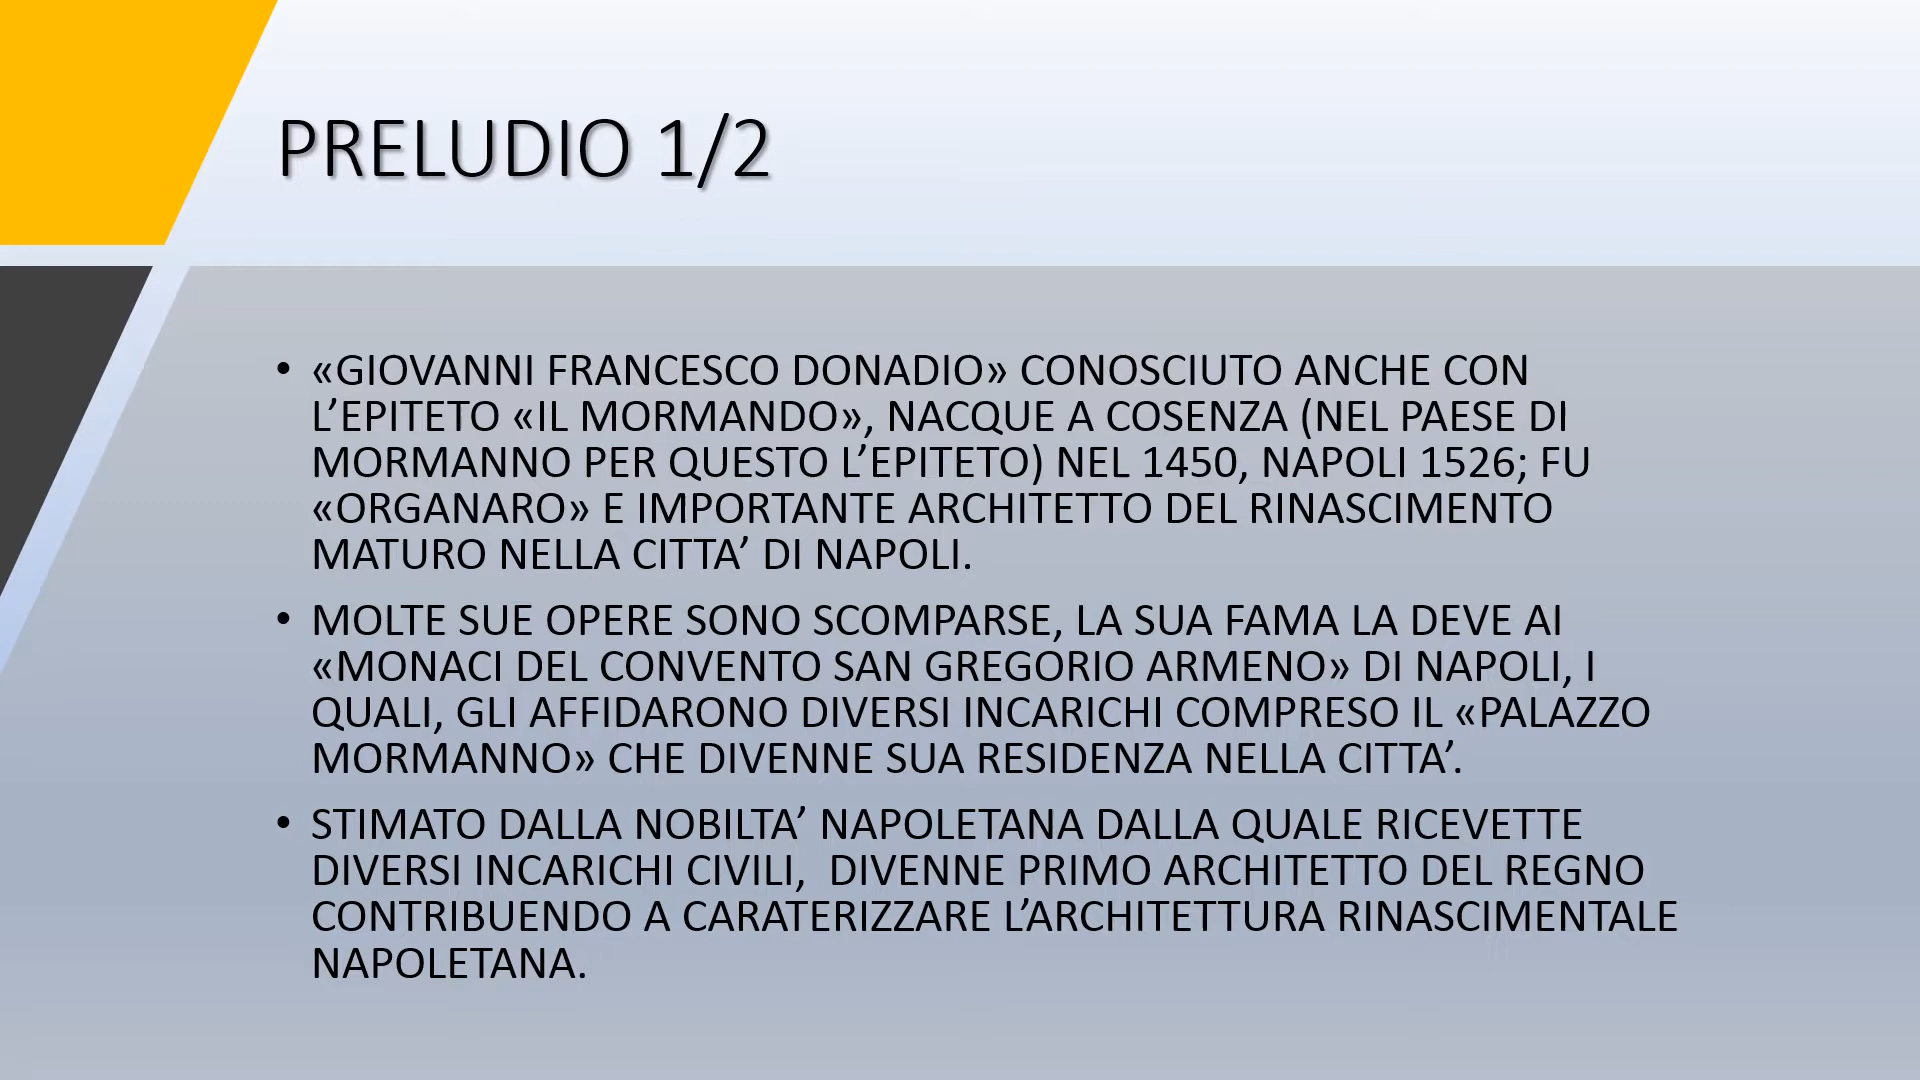 PRELUDIO 1/2
• «GIOVANNI FRANCESCO DONADIO» CONOSCIUTO ANCHE CON
L’EPITETO «IL MORMANDO», NACQUE A COSENZA (NEL PAESE DI
MORMANNO PER QUESTO L’EPITETO) NEL 1450, NAPOLI 1526; FU
«ORGANARO» E IMPORTANTE ARCHITETTO DEL RINASCIMENTO
MATURO NELLA CITTA’ DI NAPOLI.
• MOLTE SUE OPERE SONO SCOMPARSE, LA SUA FAMA LA DEVE AI
«MONACI DEL CONVENTO SAN GREGORIO ARMENO» DI NAPOLI, I
QUALI, GLI AFFIDARONO DIVERSI INCARICHI COMPRESO IL «PALAZZO
MORMANNO» CHE DIVENNE SUA RESIDENZA NELLA CITTA’.
• STIMATO DALLA NOBILTA’ NAPOLETANA DALLA QUALE RICEVETTE
DIVERSI INCARICHI CIVILI,  DIVENNE PRIMO ARCHITETTO DEL REGNO
CONTRIBUENDO A CARATERIZZARE L’ARCHITETTURA RINASCIMENTALE
NAPOLETANA.